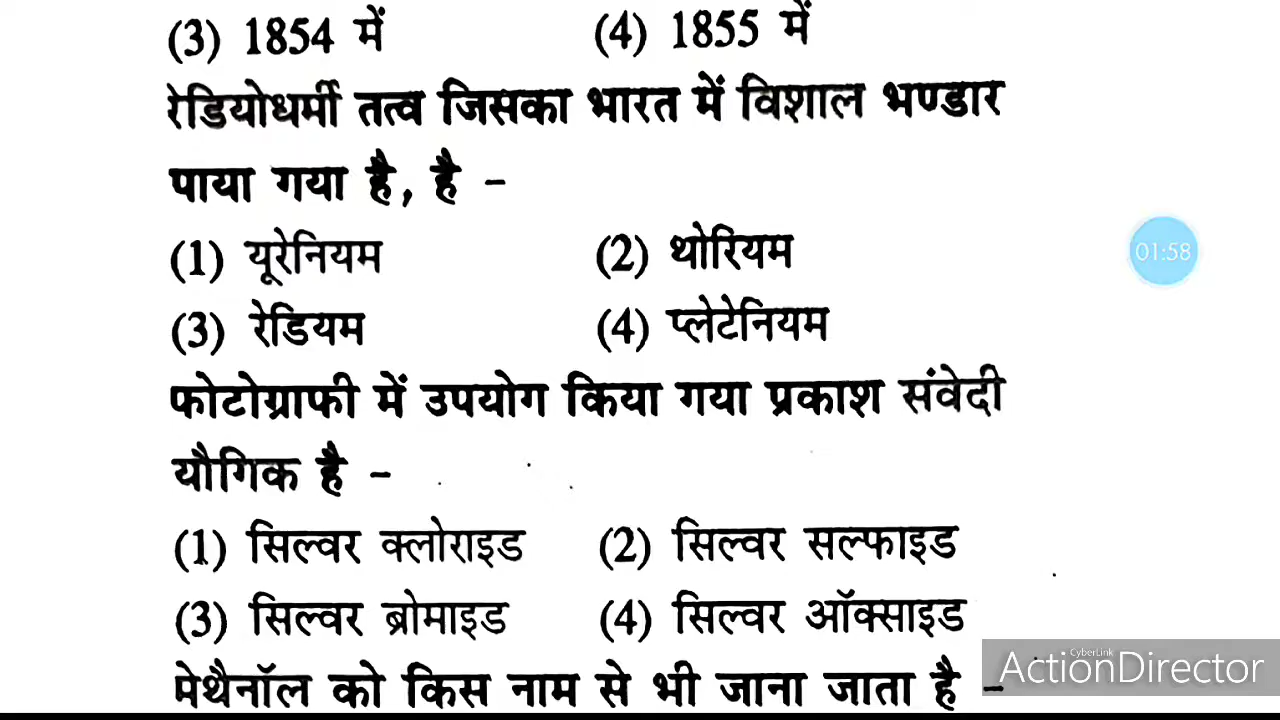 (3) 1854 में (4) 1855 में
रेडियोधर्मी तत्व जिसका भारत में विशाल भण्डार
पाया गया है, है -
(1) यूरेनियम (2) थोरियम
01:58
(3) रेडियम (4) प्लेटेनियम
फोटोग्राफी में उपयोग किया गया प्रकाश संवेदी
यौगिक है -
(1) सिल्वर क्लोराइड (2) सिल्वर सल्फाइड
(3) सिल्वर ब्रोमाइड (4) सिल्वर ऑक्साइड
मेथैनॉल को किस नाम से भी जाना जाता है -
CyberLink
ActionDirector